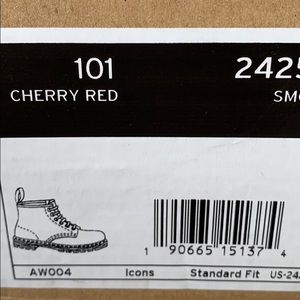 101 2425
CHERRY RED SMO
1 90665 15137 4
AW004 Icons Standard Fit US-24.